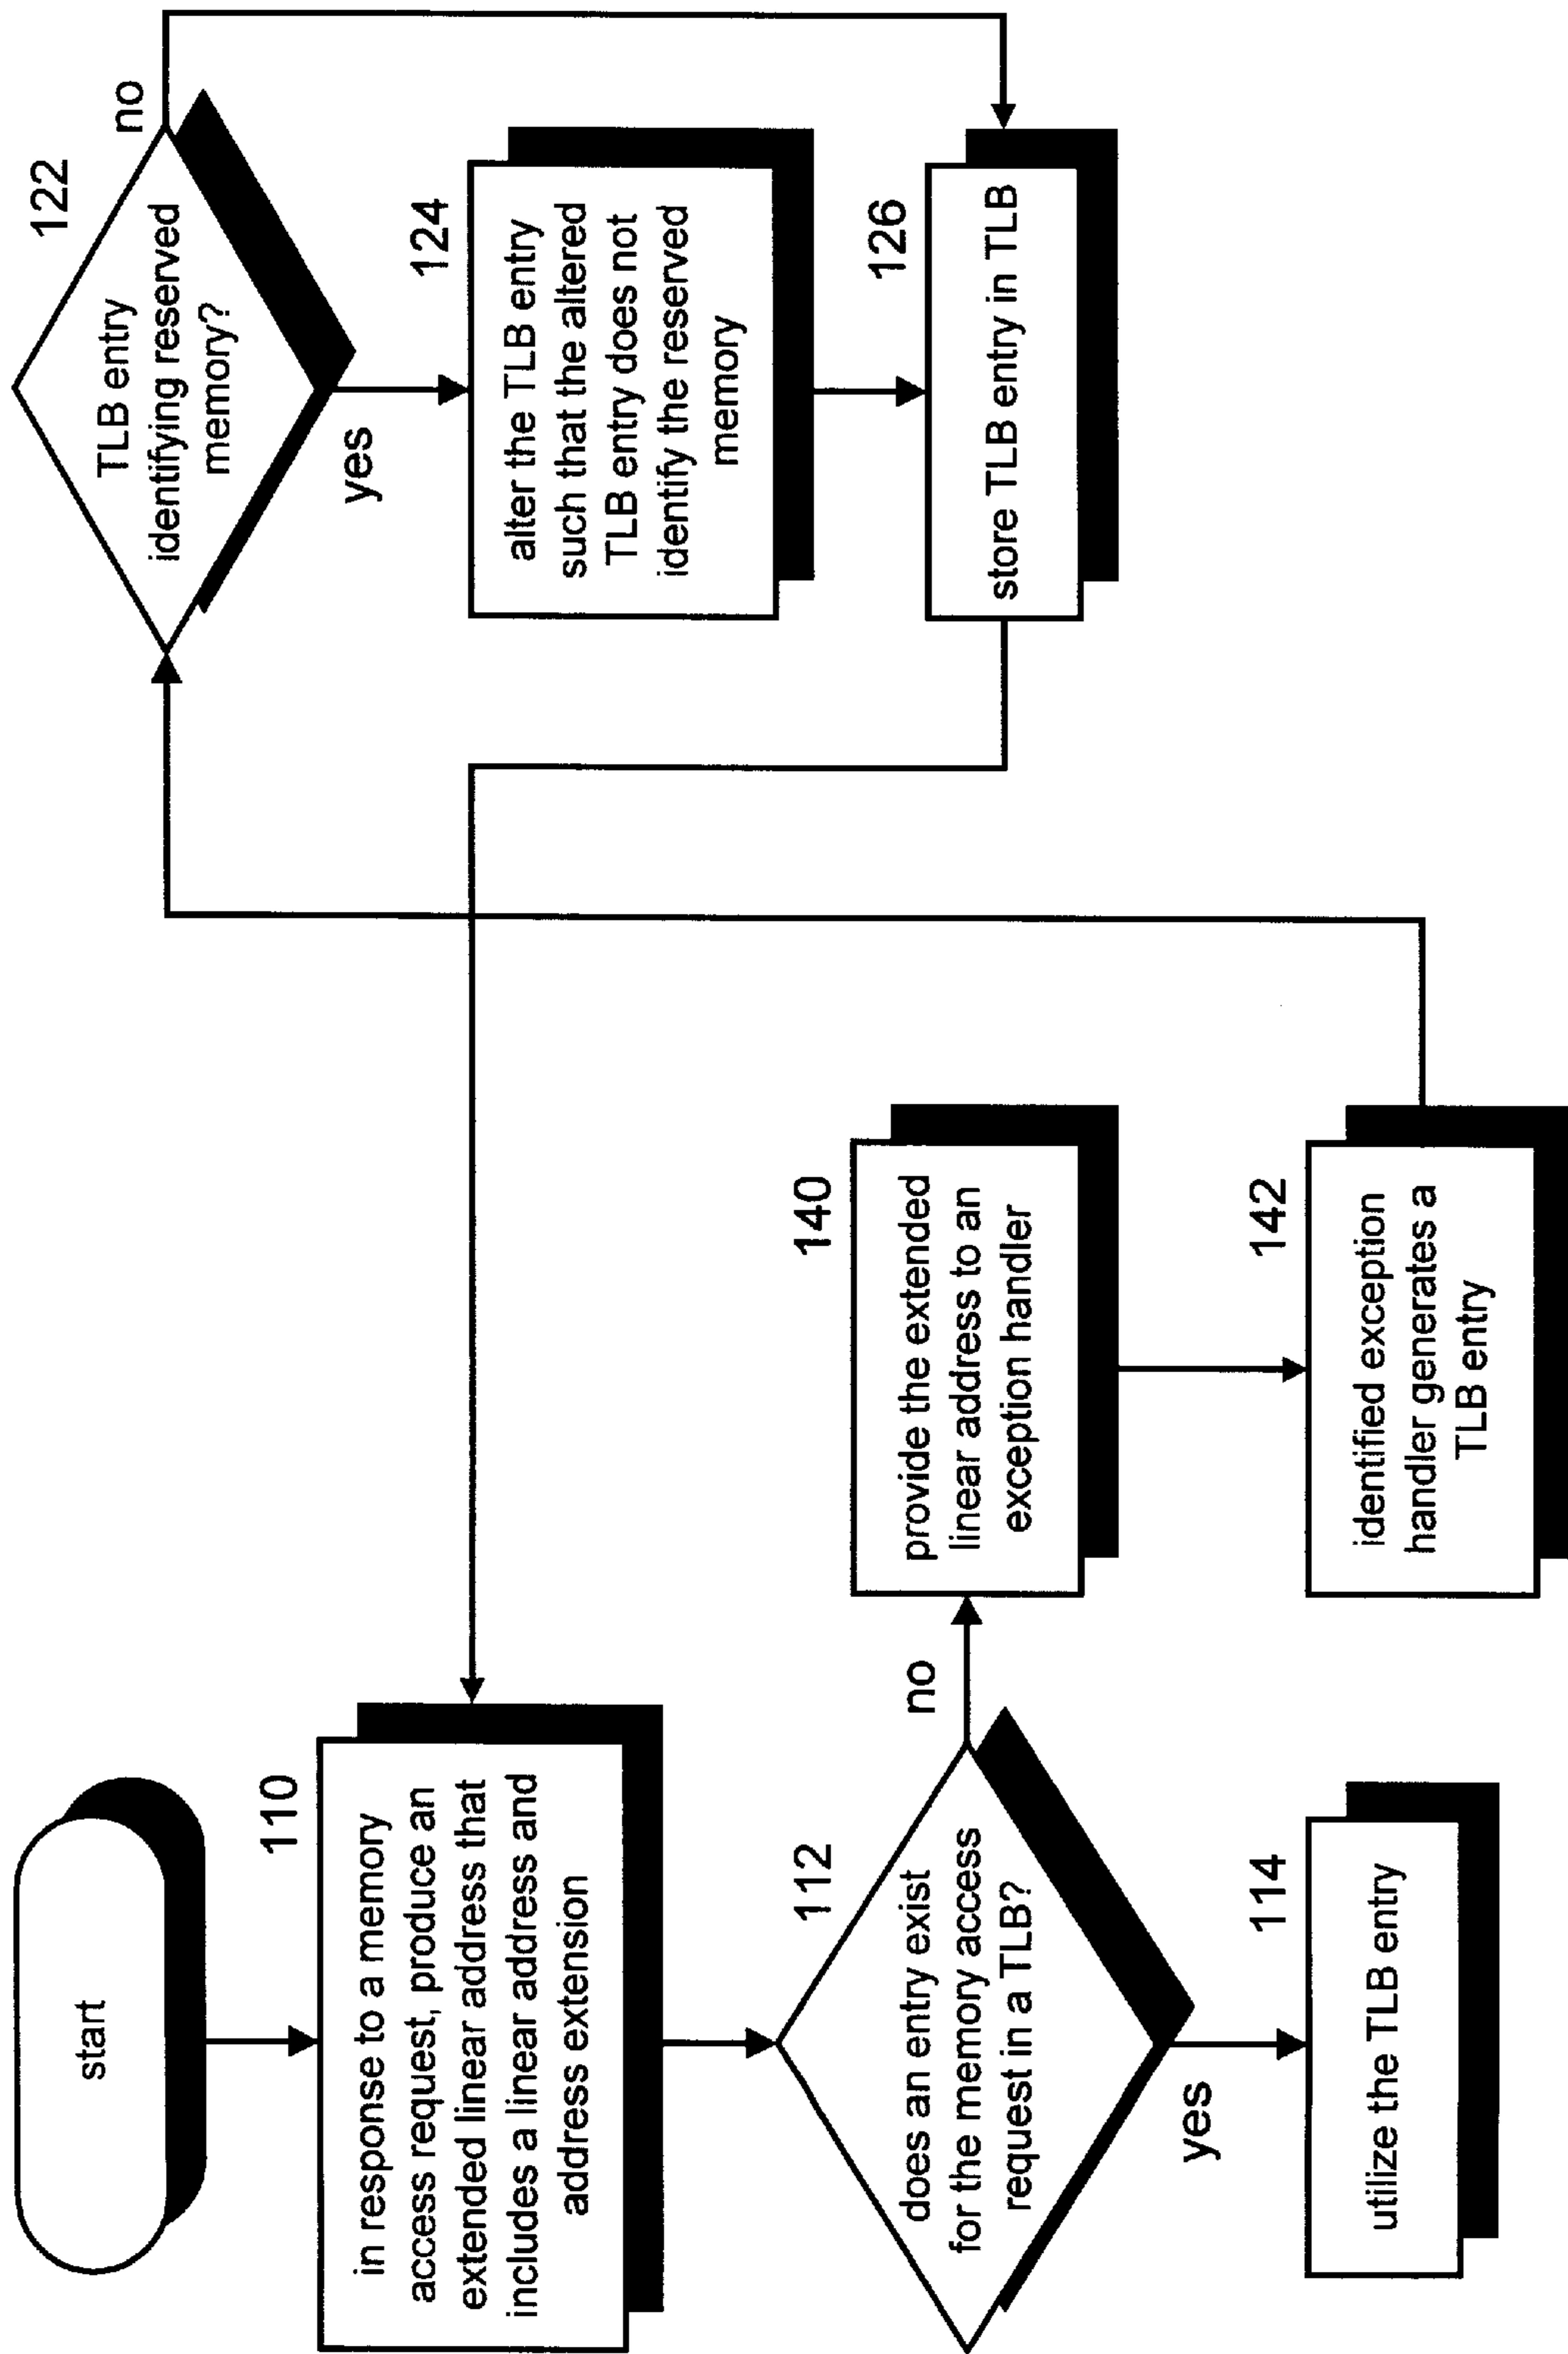 start
110
in response to a memory
access request, produce an
extended linear address that
includes a linear address and
address extension
112
does an entry exist
for the memory access
request in a TLB?
no
yes
114
utilize the TLB entry
140
provide the extended
linear address to an
exception handler
142
identified exception
handler generates a
TLB entry
122
TLB entry
identifying reserved
memory?
no
yes
124
alter the TLB entry
such that the altered
TLB entry does not
identify the reserved
memory
126
store TLB entry in TLB